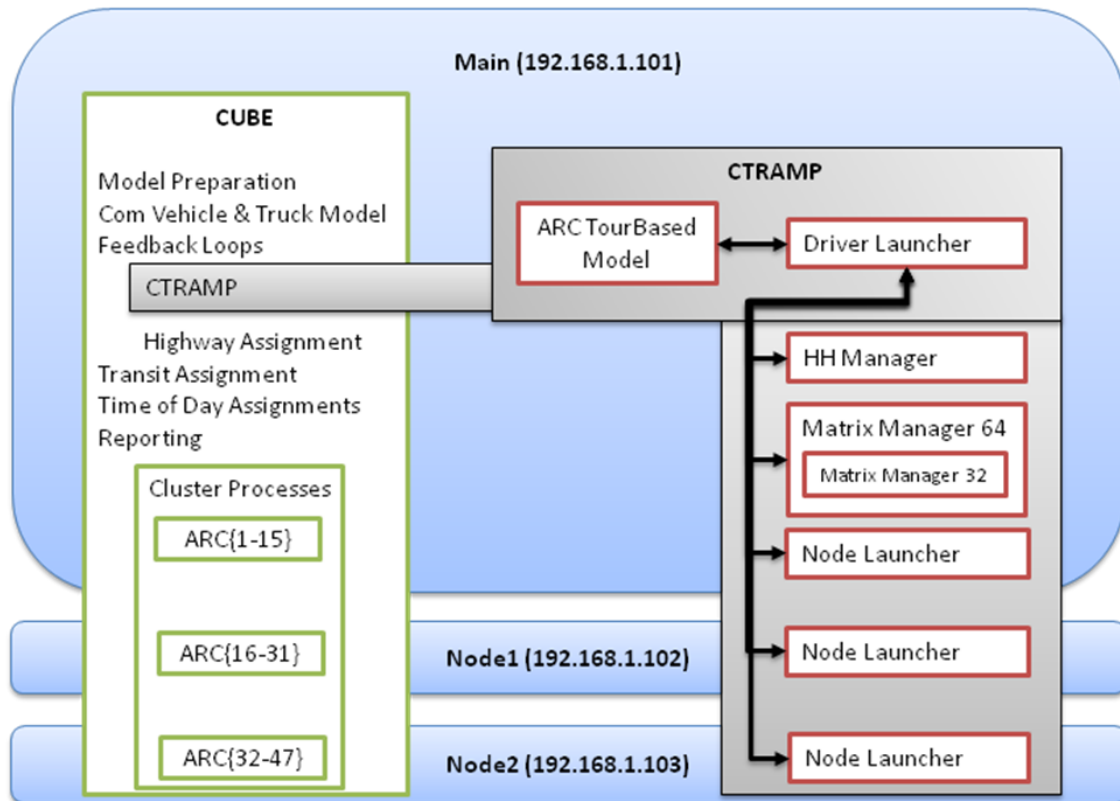 Main (192.168.1.101)
CUBE
Model Preparation
Com Vehicle & Truck Model
Feedback Loops
CTRAMP
Highway Assignment
Transit Assignment
Time of Day Assignments
Reporting
Cluster Processes
ARC{1-15}
ARC{16-31}
ARC{32-47}
CTRAMP
ARC TourBased
Model
Driver Launcher
HH Manager
Matrix Manager 64
Matrix Manager 32
Node Launcher
Node1 (192.168.1.102)
Node Launcher
Node2 (192.168.1.103)
Node Launcher